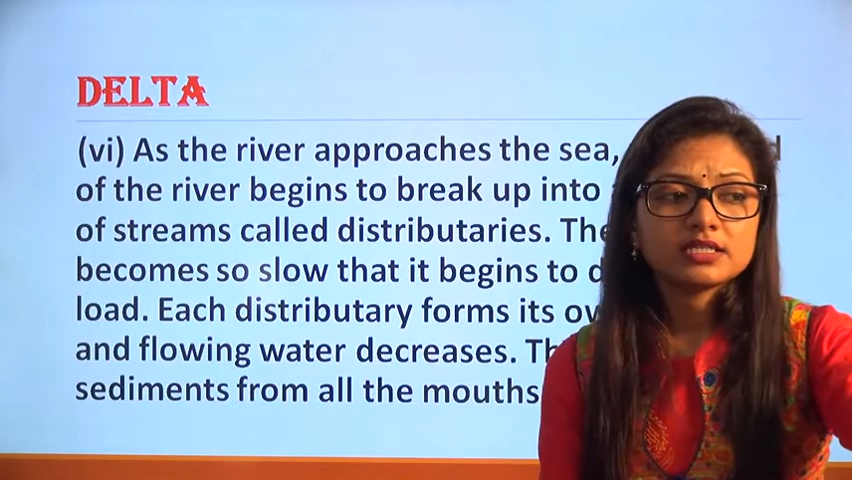 DELTA
(vi) As the river approaches the sea,
of the river begins to break up into
of streams called distributaries. The
becomes so slow that it begins to
load. Each distributary forms its
and flowing water decreases.
sediments from all the mouths